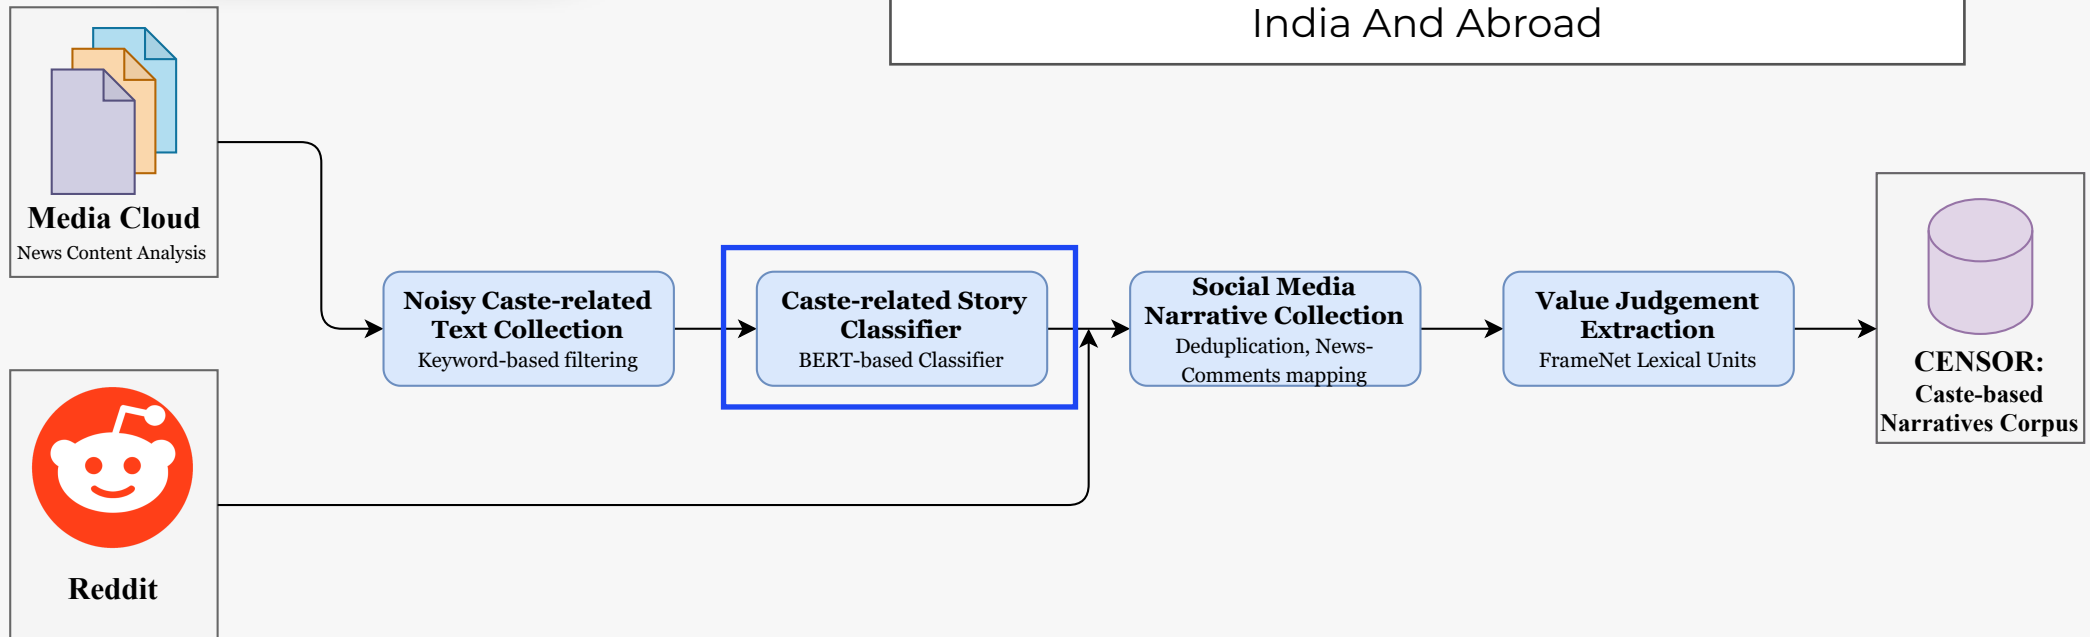 India And Abroad
Media Cloud
News Content Analysis
Noisy Caste-related
Text Collection
Keyword-based filtering
Caste-related Story
Classifier
BERT-based Classifier
Social Media
Narrative Collection
Deduplication, News-
Comments mapping
Value Judgement
Extraction
FrameNet Lexical Units
CENSOR:
Caste-based
Narratives Corpus
Reddit